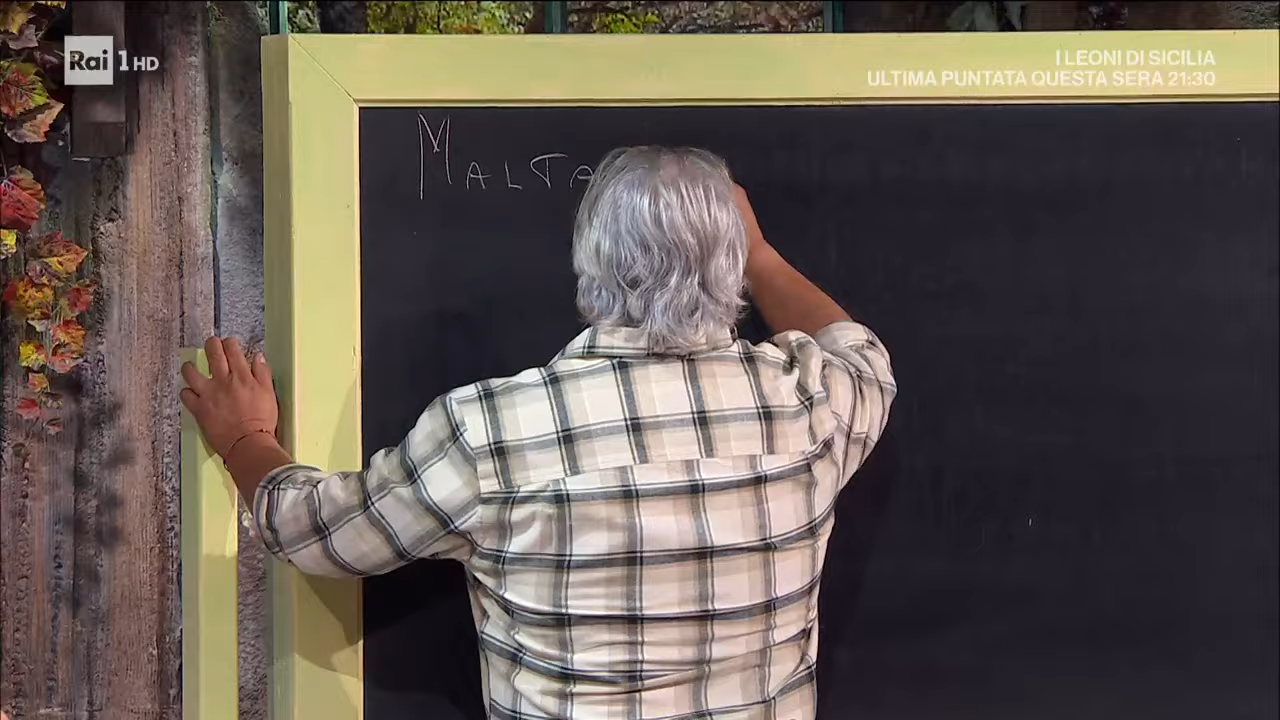 Rai 1 HD
I LEONI DI SICILIA
ULTIMA PUNTATA QUESTA SERA 21:30
MALTA